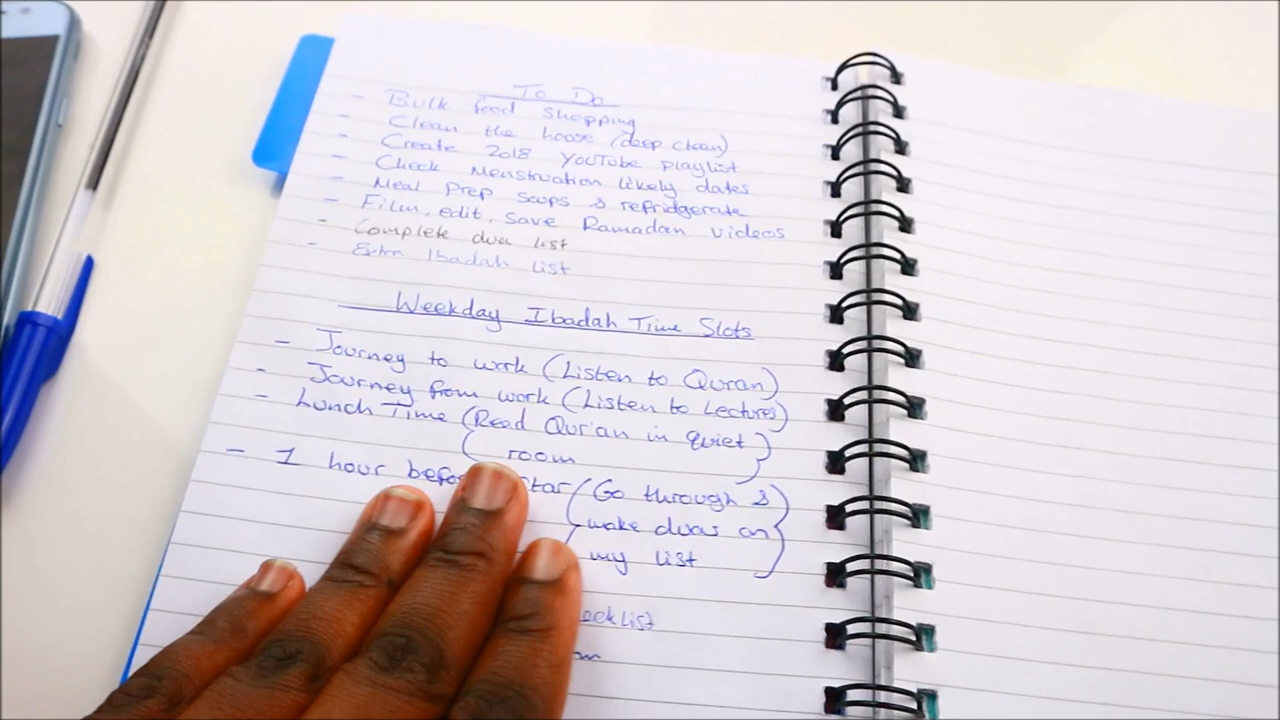 To Do
- Bulk food shopping
- Clean the house (deep clean)
- Create 2018 YouTube playlist
- Check Menstruation likely dates
- Meal Prep Soups & refridgerate
- Film, edit, save Ramadan videos
- Complete dua list
- Extra Ibadah list
Weekday Ibadah Time Slots
- Journey to work (Listen to Quran)
- Journey from work (Listen to Lectures)
- Lunch Time (Read Qur'an in quiet
room)
- 1 hour (Go through &
make duas on
my list)